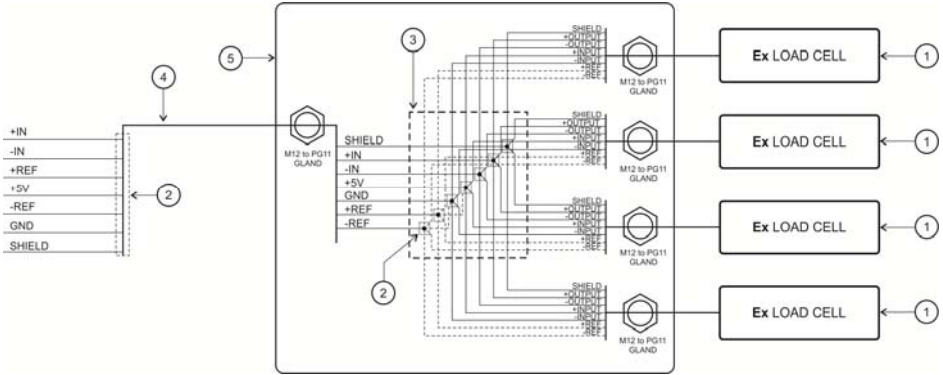 4
+IN
-IN
+REF
+5V
-REF
GND
SHIELD
2
5
M12 to PG11
GLAND
SHIELD
+IN
-IN
+5V
GND
+REF
-REF
3
2
SHIELD
+OUTPUT
-OUTPUT
+INPUT
-INPUT
+REF
-REF
M12 to PG11
GLAND
Ex LOAD CELL
1
SHIELD
+OUTPUT
-OUTPUT
+INPUT
-INPUT
+REF
-REF
M12 to PG11
GLAND
Ex LOAD CELL
1
SHIELD
+OUTPUT
-OUTPUT
+INPUT
-INPUT
+REF
-REF
M12 to PG11
GLAND
Ex LOAD CELL
1
SHIELD
+OUTPUT
-OUTPUT
+INPUT
-INPUT
+REF
-REF
M12 to PG11
GLAND
Ex LOAD CELL
1